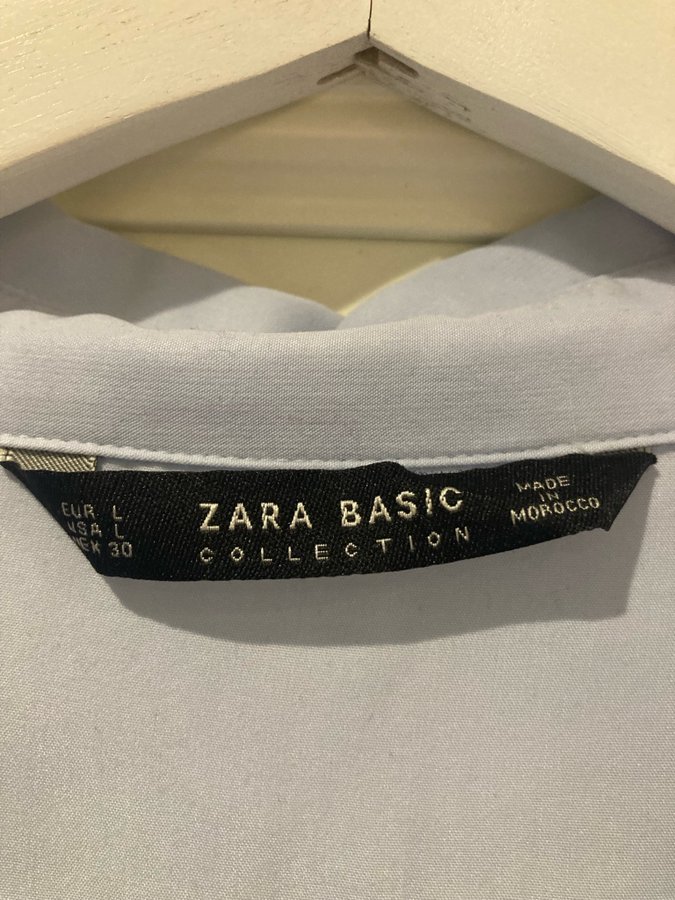 EUR L
USA L
MEX 30
ZARA BASIC
COLLECTION
MADE
IN
MOROCCO